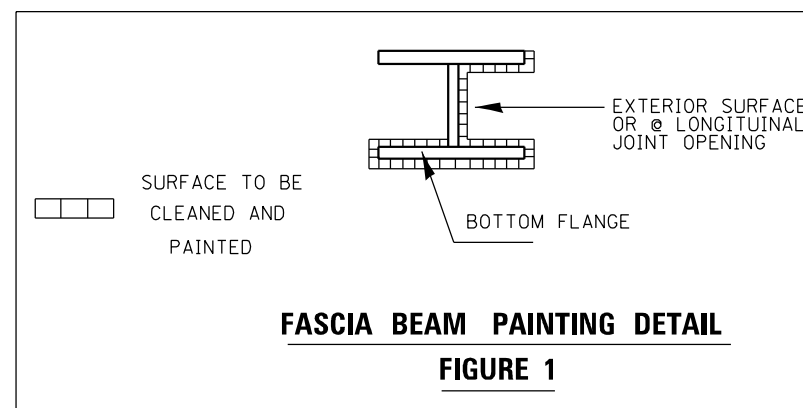 EXTERIOR SURFACE
OR @ LONGITUINAL
JOINT OPENING
SURFACE TO BE
CLEANED AND
PAINTED
BOTTOM FLANGE
FASCIA BEAM PAINTING DETAIL
FIGURE 1